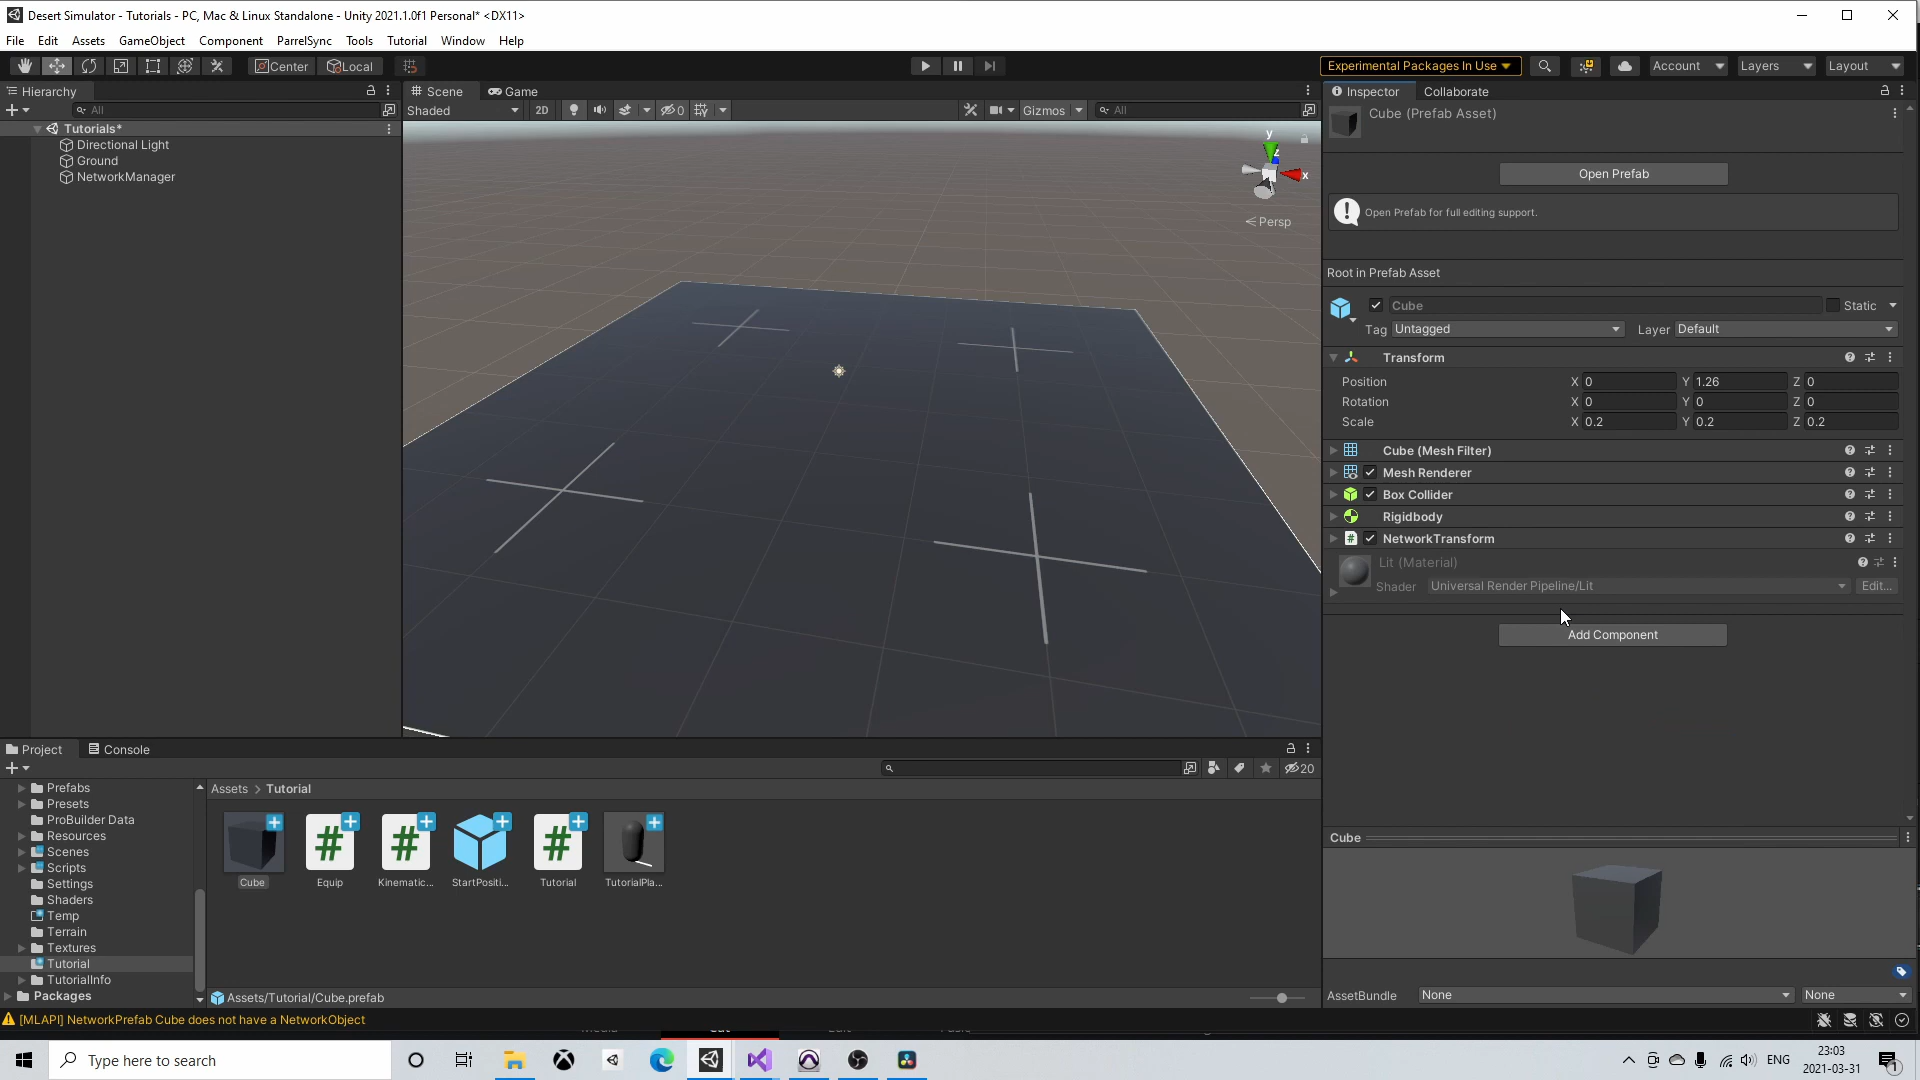 Desert Simulator - Tutorials - PC, Mac & Linux Standalone - Unity 2021.1.0f1 Personal* <DX11>
File Edit Assets GameObject Component ParrelSync Tools Tutorial Window Help
Center Local Experimental Packages In Use Account Layers Layout
Hierarchy
All
Tutorials*
Directional Light
Ground
NetworkManager
Scene Game
Shaded 2D 0 Gizmos All
y
z
x
Persp
Inspector Collaborate
Cube (Prefab Asset)
Open Prefab
Open Prefab for full editing support.
Root in Prefab Asset
Cube Static
Tag Untagged Layer Default
Transform
Position X 0 Y 1.26 Z 0
Rotation X 0 Y 0 Z 0
Scale X 0.2 Y 0.2 Z 0.2
Cube (Mesh Filter)
Mesh Renderer
Box Collider
Rigidbody
# NetworkTransform
Lit (Material)
Shader Universal Render Pipeline/Lit Edit...
Add Component
Project Console
20
Prefabs
Presets
ProBuilder Data
Resources
Scenes
Scripts
Settings
Shaders
Temp
Terrain
Textures
Tutorial
TutorialInfo
Packages
Assets > Tutorial
Cube Equip Kinematic... StartPositi... Tutorial TutorialPla...
Assets/Tutorial/Cube.prefab
Cube
AssetBundle None None
[MLAPI] NetworkPrefab Cube does not have a NetworkObject
Type here to search
ENG
23:03
2021-03-31
1